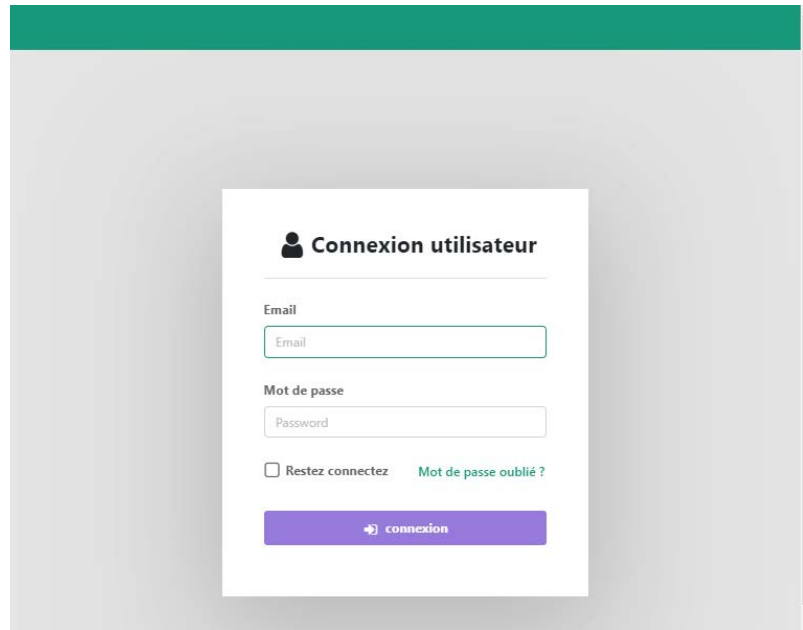 Connexion utilisateur
Email
Email
Mot de passe
Password
Restez connectez Mot de passe oublié ?
connexion